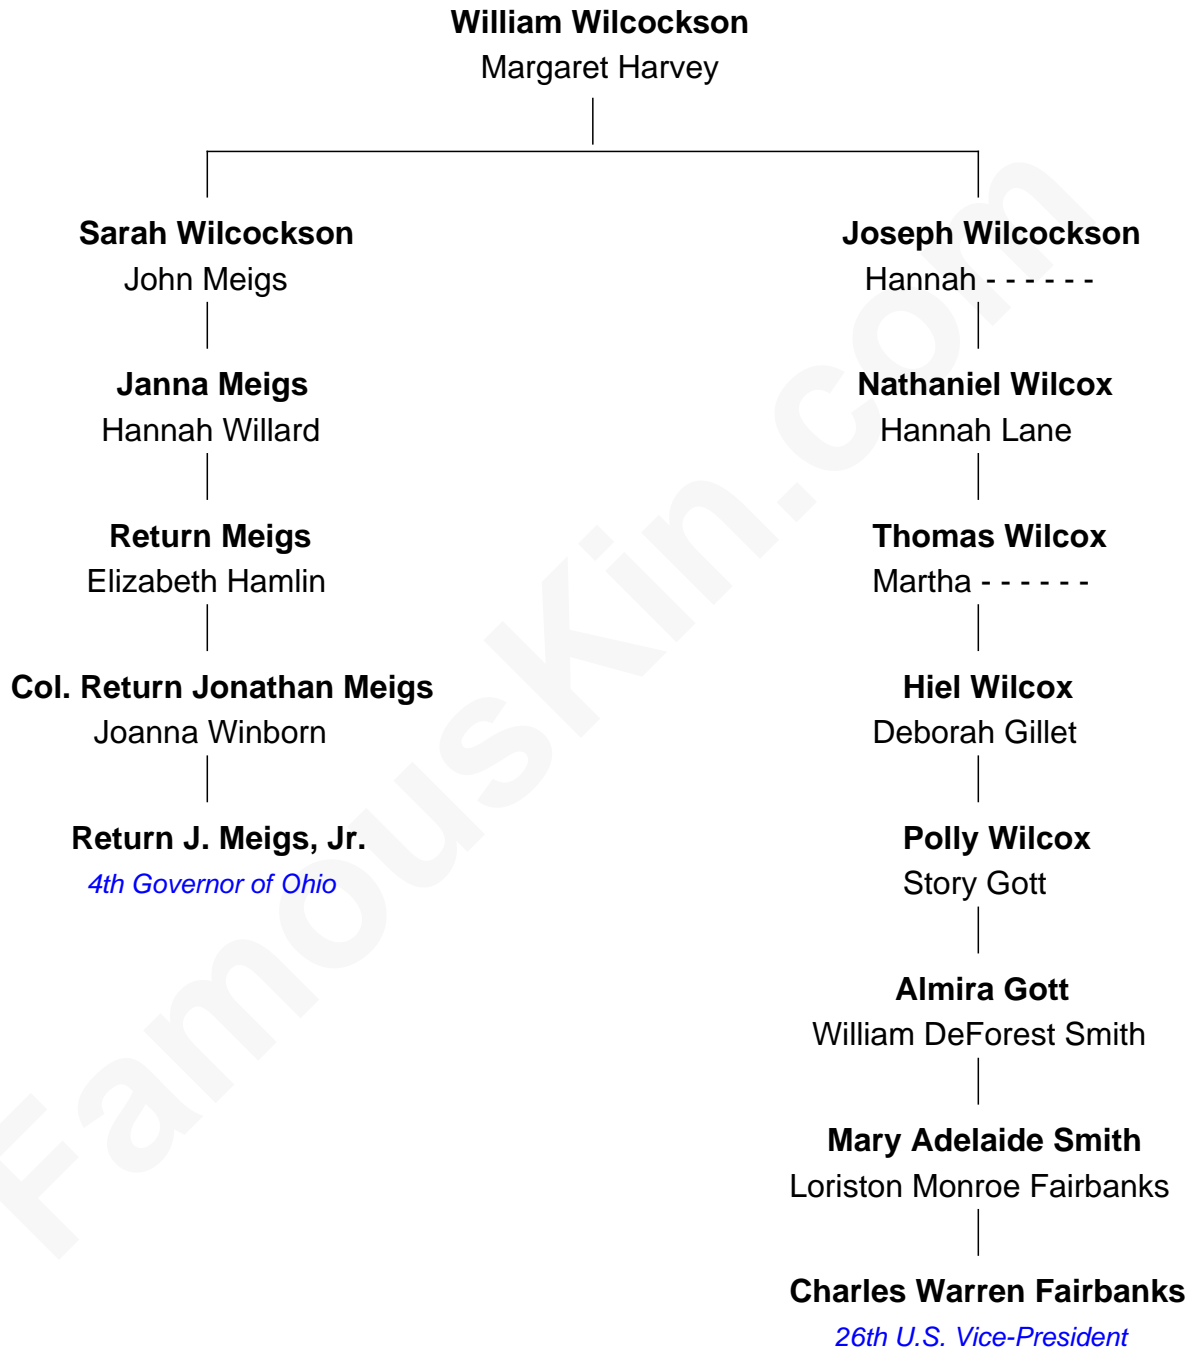 William Wilcockson
Margaret Harvey
Sarah Wilcockson
John Meigs
Janna Meigs
Hannah Willard
Return Meigs
Elizabeth Hamlin
Col. Return Jonathan Meigs
Joanna Winborn
Return J. Meigs, Jr.
4th Governor of Ohio
Joseph Wilcockson
Hannah - - - - - -
Nathaniel Wilcox
Hannah Lane
Thomas Wilcox
Martha - - - - - -
Hiel Wilcox
Deborah Gillet
Polly Wilcox
Story Gott
Almira Gott
William DeForest Smith
Mary Adelaide Smith
Loriston Monroe Fairbanks
Charles Warren Fairbanks
26th U.S. Vice-President
FamousKin.com